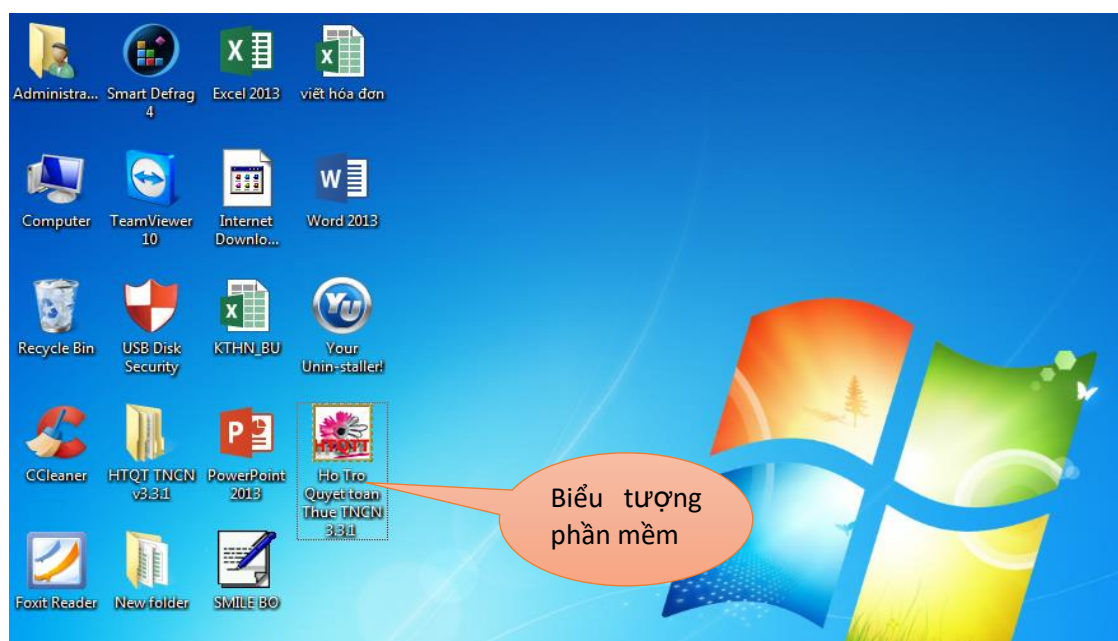 Administra...
Smart Defrag
4
Excel 2013
viết hóa đơn
Computer
TeamViewer
10
Internet
Downlo...
Word 2013
Recycle Bin
USB Disk
Security
KTHN_BU
Yu
Your
Unin-staller!
CCleaner
HTQT TNCN
v3.3.1
PowerPoint
2013
HTQTT
Ho Tro
Quyet toan
Thue TNCN
3.3.1
Biểu tượng
phần mềm
Foxit Reader
New folder
SMILE BO